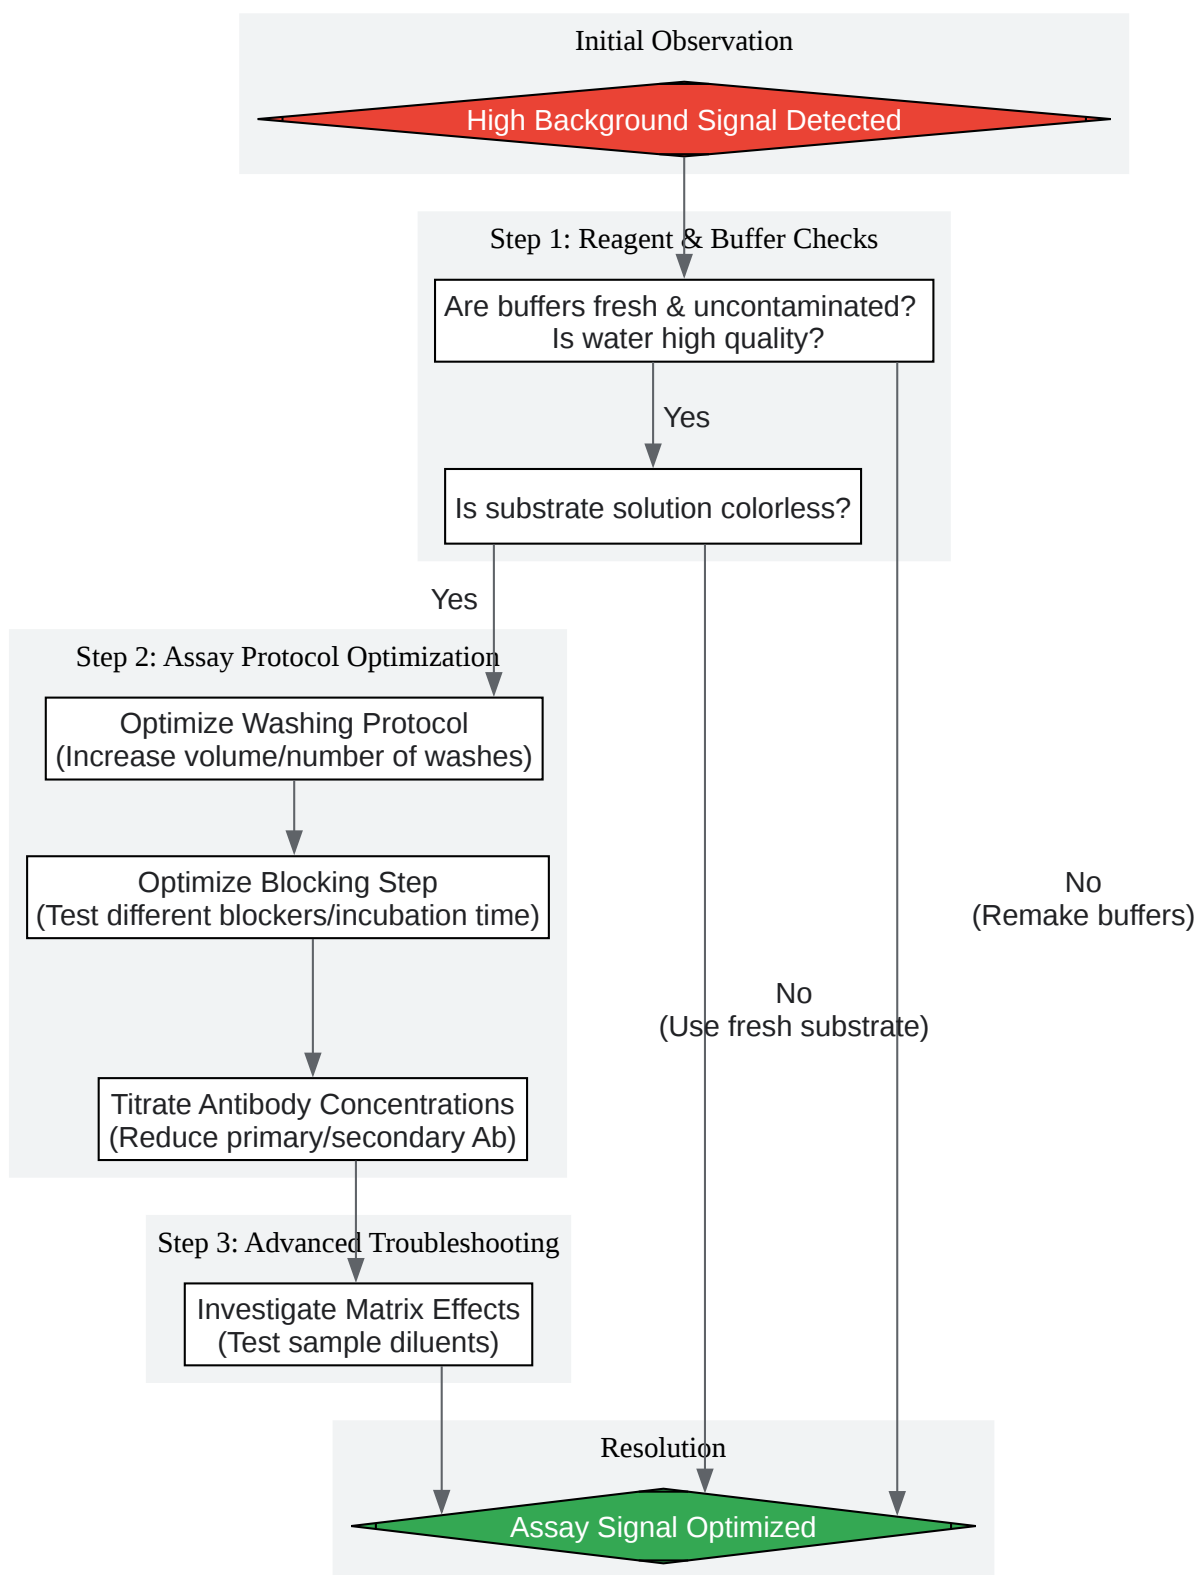 Initial Observation
High Background Signal Detected
Step 1: Reagent & Buffer Checks
Are buffers fresh & uncontaminated?
Is water high quality?
Yes
Is substrate solution colorless?
Yes
Step 2: Assay Protocol Optimization
Optimize Washing Protocol
(Increase volume/number of washes)
Optimize Blocking Step
(Test different blockers/incubation time)
No
(Remake buffers)
No
(Use fresh substrate)
Titrate Antibody Concentrations
(Reduce primary/secondary Ab)
Step 3: Advanced Troubleshooting
Investigate Matrix Effects
(Test sample diluents)
Resolution
Assay Signal Optimized